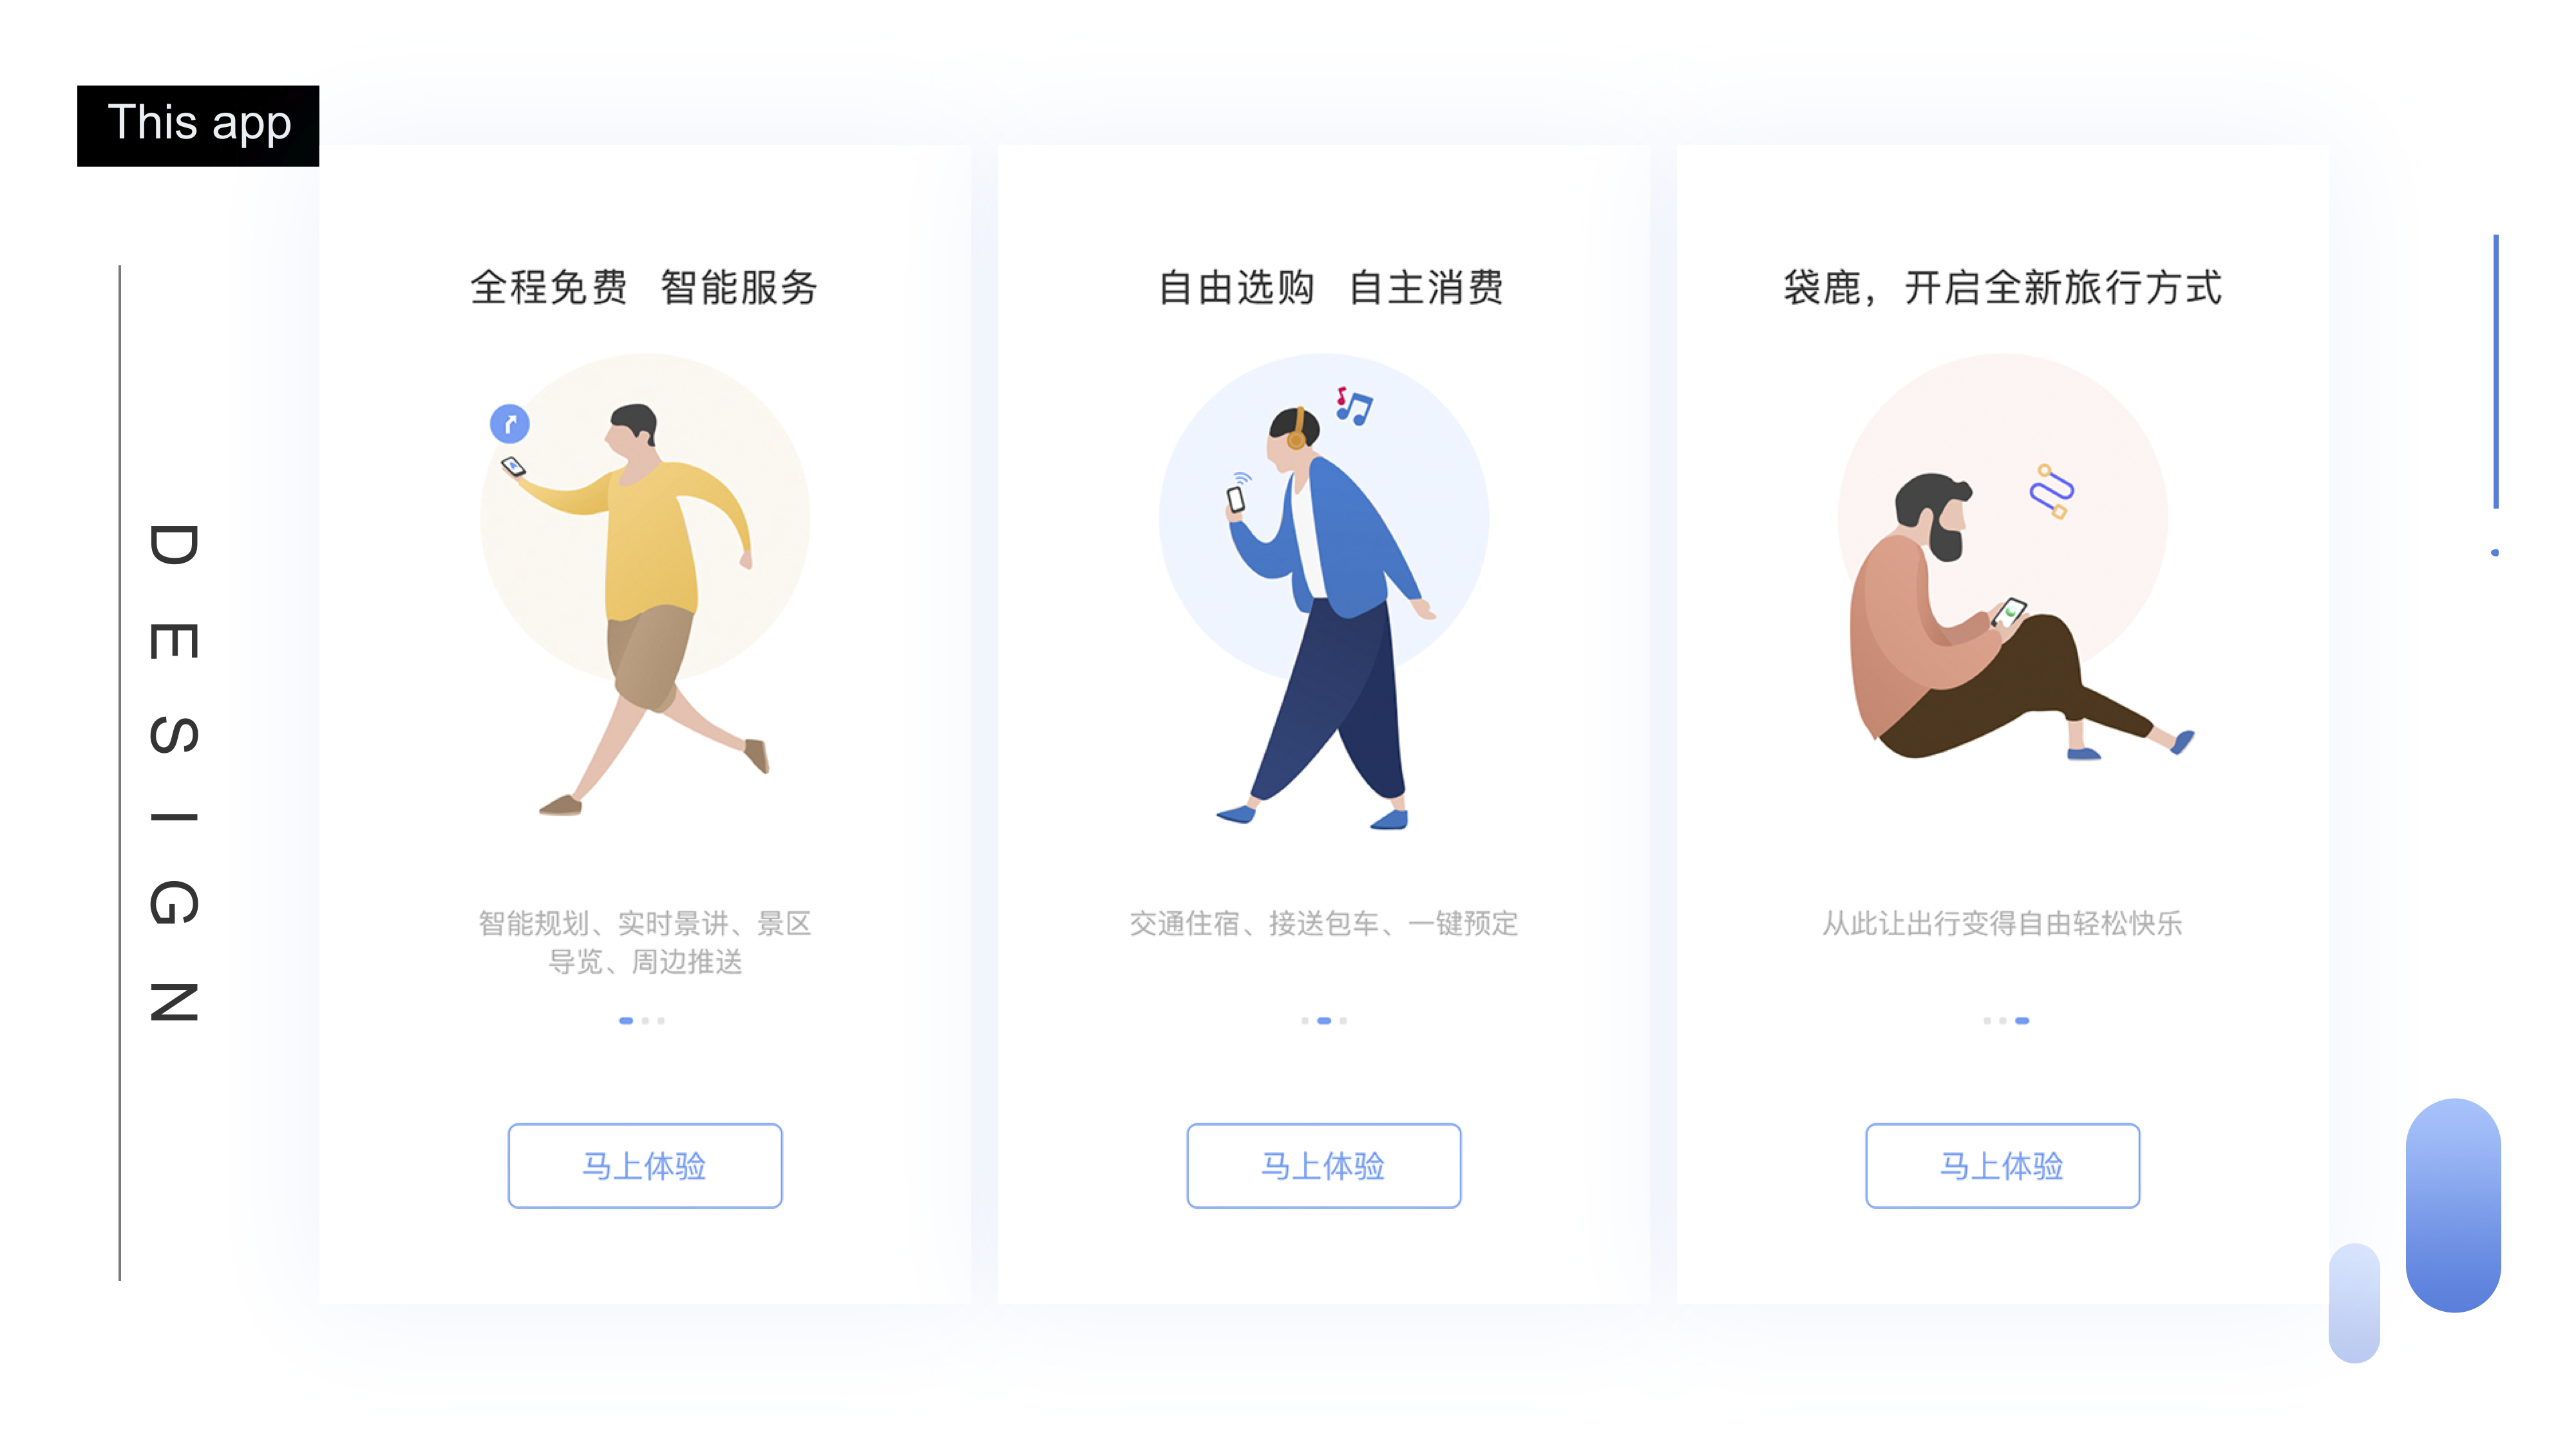 This app
DESIGN
全程免费 智能服务
智能规划、实时景讲、景区
导览、周边推送
马上体验
自由选购 自主消费
交通住宿、接送包车、一键预定
马上体验
袋鹿，开启全新旅行方式
从此让出行变得自由轻松快乐
马上体验